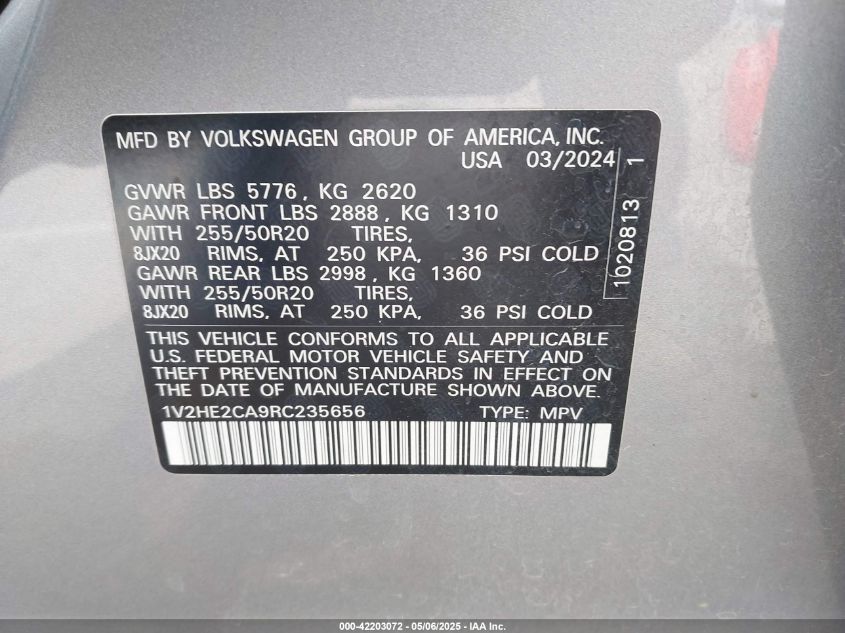 MFD BY VOLKSWAGEN GROUP OF AMERICA, INC.
USA 03/2024
GVWR LBS 5776, KG 2620
GAWR FRONT LBS 2888, KG 1310
WITH 255/50R20 TIRES,
8JX20 RIMS, AT 250 KPA, 36 PSI COLD
GAWR REAR LBS 2998, KG 1360
WITH 255/50R20 TIRES,
8JX20 RIMS, AT 250 KPA, 36 PSI COLD
THIS VEHICLE CONFORMS TO ALL APPLICABLE
U.S. FEDERAL MOTOR VEHICLE SAFETY AND
THEFT PREVENTION STANDARDS IN EFFECT ON
THE DATE OF MANUFACTURE SHOWN ABOVE.
1V2HE2CA9RC235656 TYPE: MPV
1020813 1
000-42203072 - 05/06/2025 - IAA Inc.